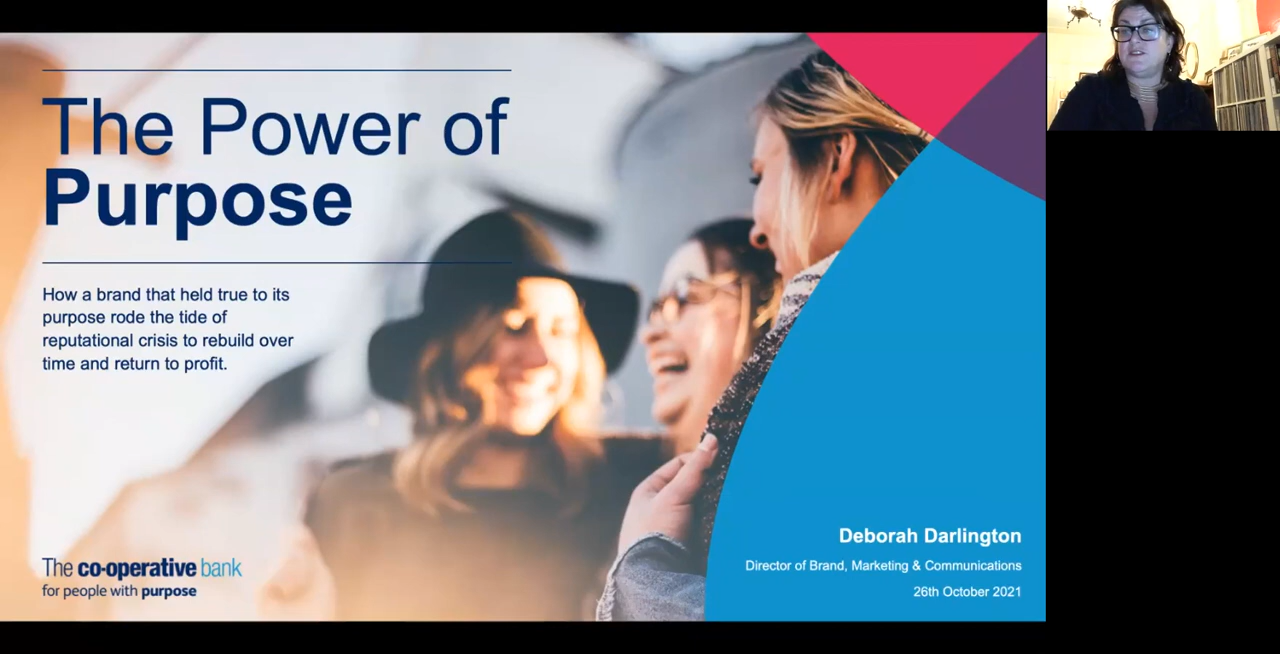 The Power of
Purpose
How a brand that held true to its
purpose rode the tide of
reputational crisis to rebuild over
time and return to profit.
The co-operative bank
for people with purpose
Deborah Darlington
Director of Brand, Marketing & Communications
26th October 2021